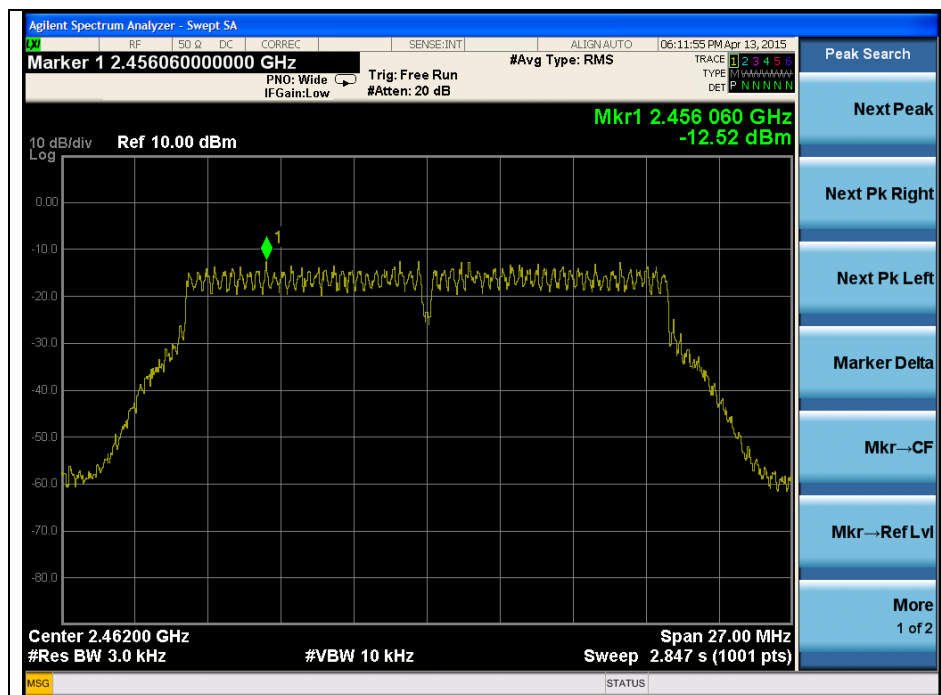 Agilent Spectrum Analyzer - Swept SA
LXI RF 50 Ω DC CORREC SENSE:INT ALIGNAUTO 06:11:55 PM Apr 13, 2015
Marker 1 2.456060000000 GHz
PNO: Wide
IFGain:Low
Trig: Free Run
#Atten: 20 dB
#Avg Type: RMS
TRACE 1 2 3 4 5 6
TYPE M WWWWW
DET P N N N N N
Mkr1 2.456 060 GHz
-12.52 dBm
10 dB/div Ref 10.00 dBm
Log
0.00
-10.0
-20.0
-30.0
-40.0
-50.0
-60.0
-70.0
-80.0
1
Center 2.46200 GHz Span 27.00 MHz
#Res BW 3.0 kHz #VBW 10 kHz Sweep 2.847 s (1001 pts)
MSG STATUS
Peak Search
Next Peak
Next Pk Right
Next Pk Left
Marker Delta
Mkr→CF
Mkr→Ref Lvl
More
1 of 2